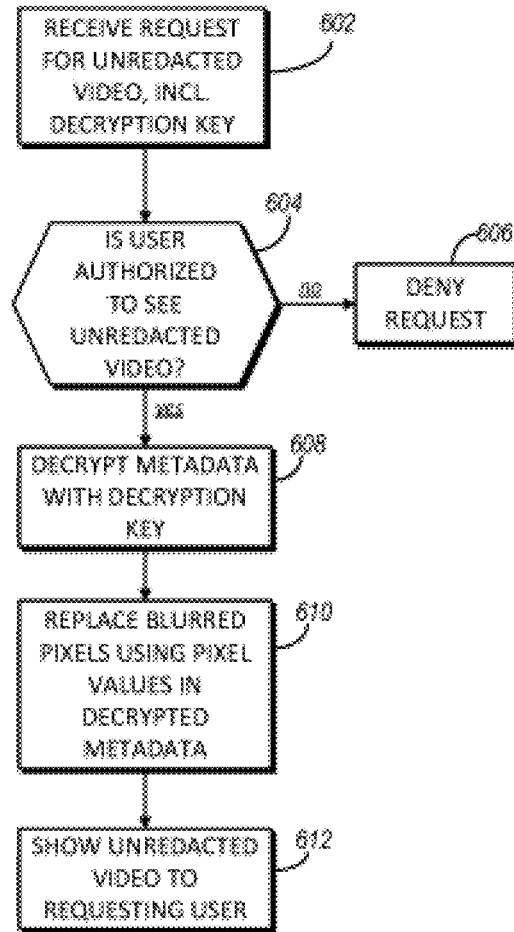 RECEIVE REQUEST
FOR UNREDACTED
VIDEO, INCL.
DECRYPTION KEY
602
IS USER
AUTHORIZED
TO SEE
UNREDACTED
VIDEO?
604
no
DENY
REQUEST
606
yes
DECRYPT METADATA
WITH DECRYPTION
KEY
608
REPLACE BLURRED
PIXELS USING PIXEL
VALUES IN
DECRYPTED
METADATA
610
SHOW UNREDACTED
VIDEO TO
REQUESTING USER
612